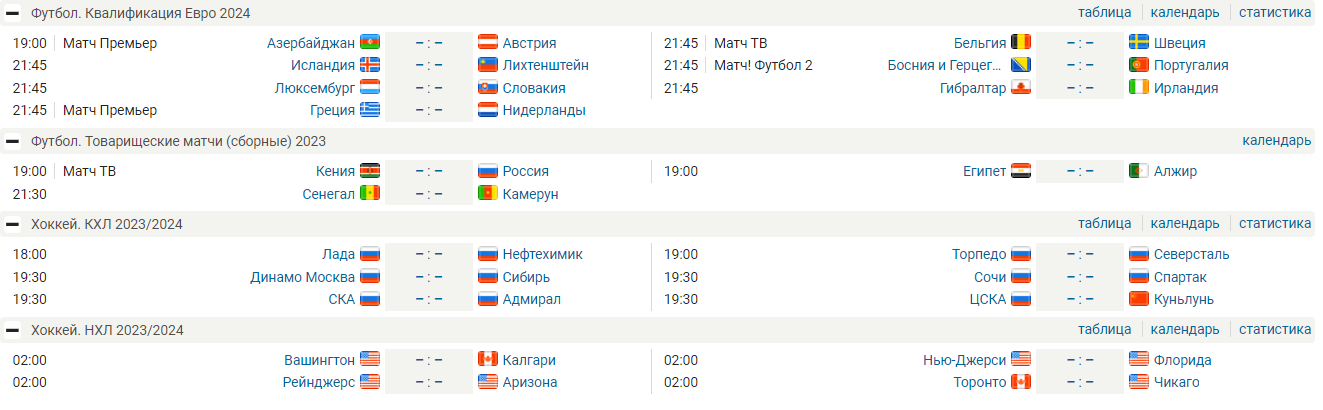 Футбол. Квалификация Евро 2024 таблица календарь статистика
19:00 Матч Премьер Азербайджан – : – Австрия 21:45 Матч ТВ Бельгия – : – Швеция
21:45 Исландия – : – Лихтенштейн 21:45 Матч! Футбол 2 Босния и Герцег... – : – Португалия
21:45 Люксембург – : – Словакия 21:45 Гибралтар – : – Ирландия
21:45 Матч Премьер Греция – : – Нидерланды
Футбол. Товарищеские матчи (сборные) 2023 календарь
19:00 Матч ТВ Кения – : – Россия 19:00 Египет – : – Алжир
21:30 Сенегал – : – Камерун
Хоккей. КХЛ 2023/2024 таблица календарь статистика
18:00 Лада – : – Нефтехимик 19:00 Торпедо – : – Северсталь
19:30 Динамо Москва – : – Сибирь 19:30 Сочи – : – Спартак
19:30 СКА – : – Адмирал 19:30 ЦСКА – : – Куньлунь
Хоккей. НХЛ 2023/2024 таблица календарь статистика
02:00 Вашингтон – : – Калгари 02:00 Нью-Джерси – : – Флорида
02:00 Рейнджерс – : – Аризона 02:00 Торонто – : – Чикаго